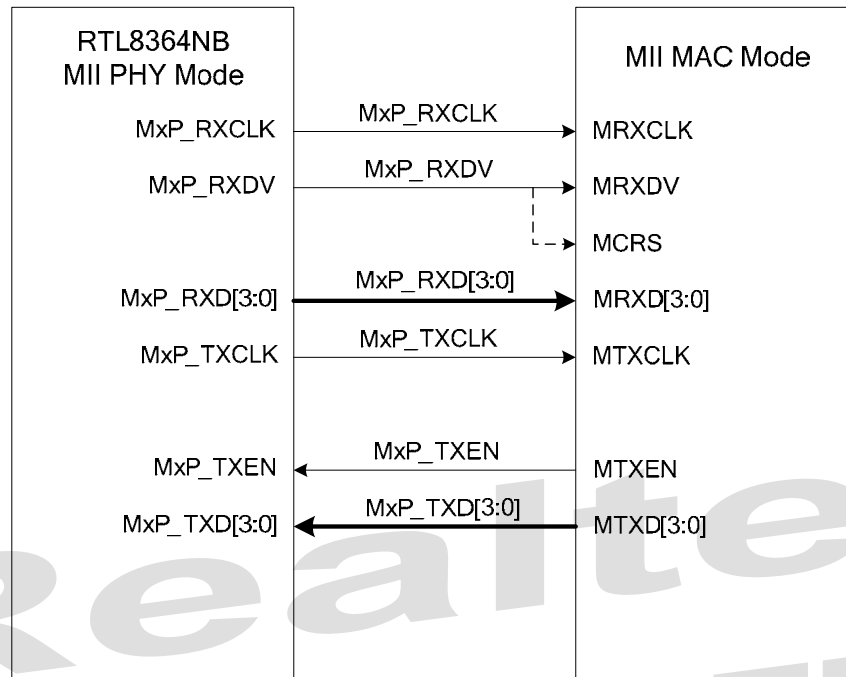 RTL8364NB
MII PHY Mode
MII MAC Mode
MxP_RXCLK
MxP_RXCLK
MRXCLK
MxP_RXDV
MxP_RXDV
MRXDV
MCRS
MxP_RXD[3:0]
MxP_RXD[3:0]
MRXD[3:0]
MxP_TXCLK
MxP_TXCLK
MTXCLK
MxP_TXEN
MxP_TXEN
MTXEN
MxP_TXD[3:0]
MxP_TXD[3:0]
MTXD[3:0]
Realte